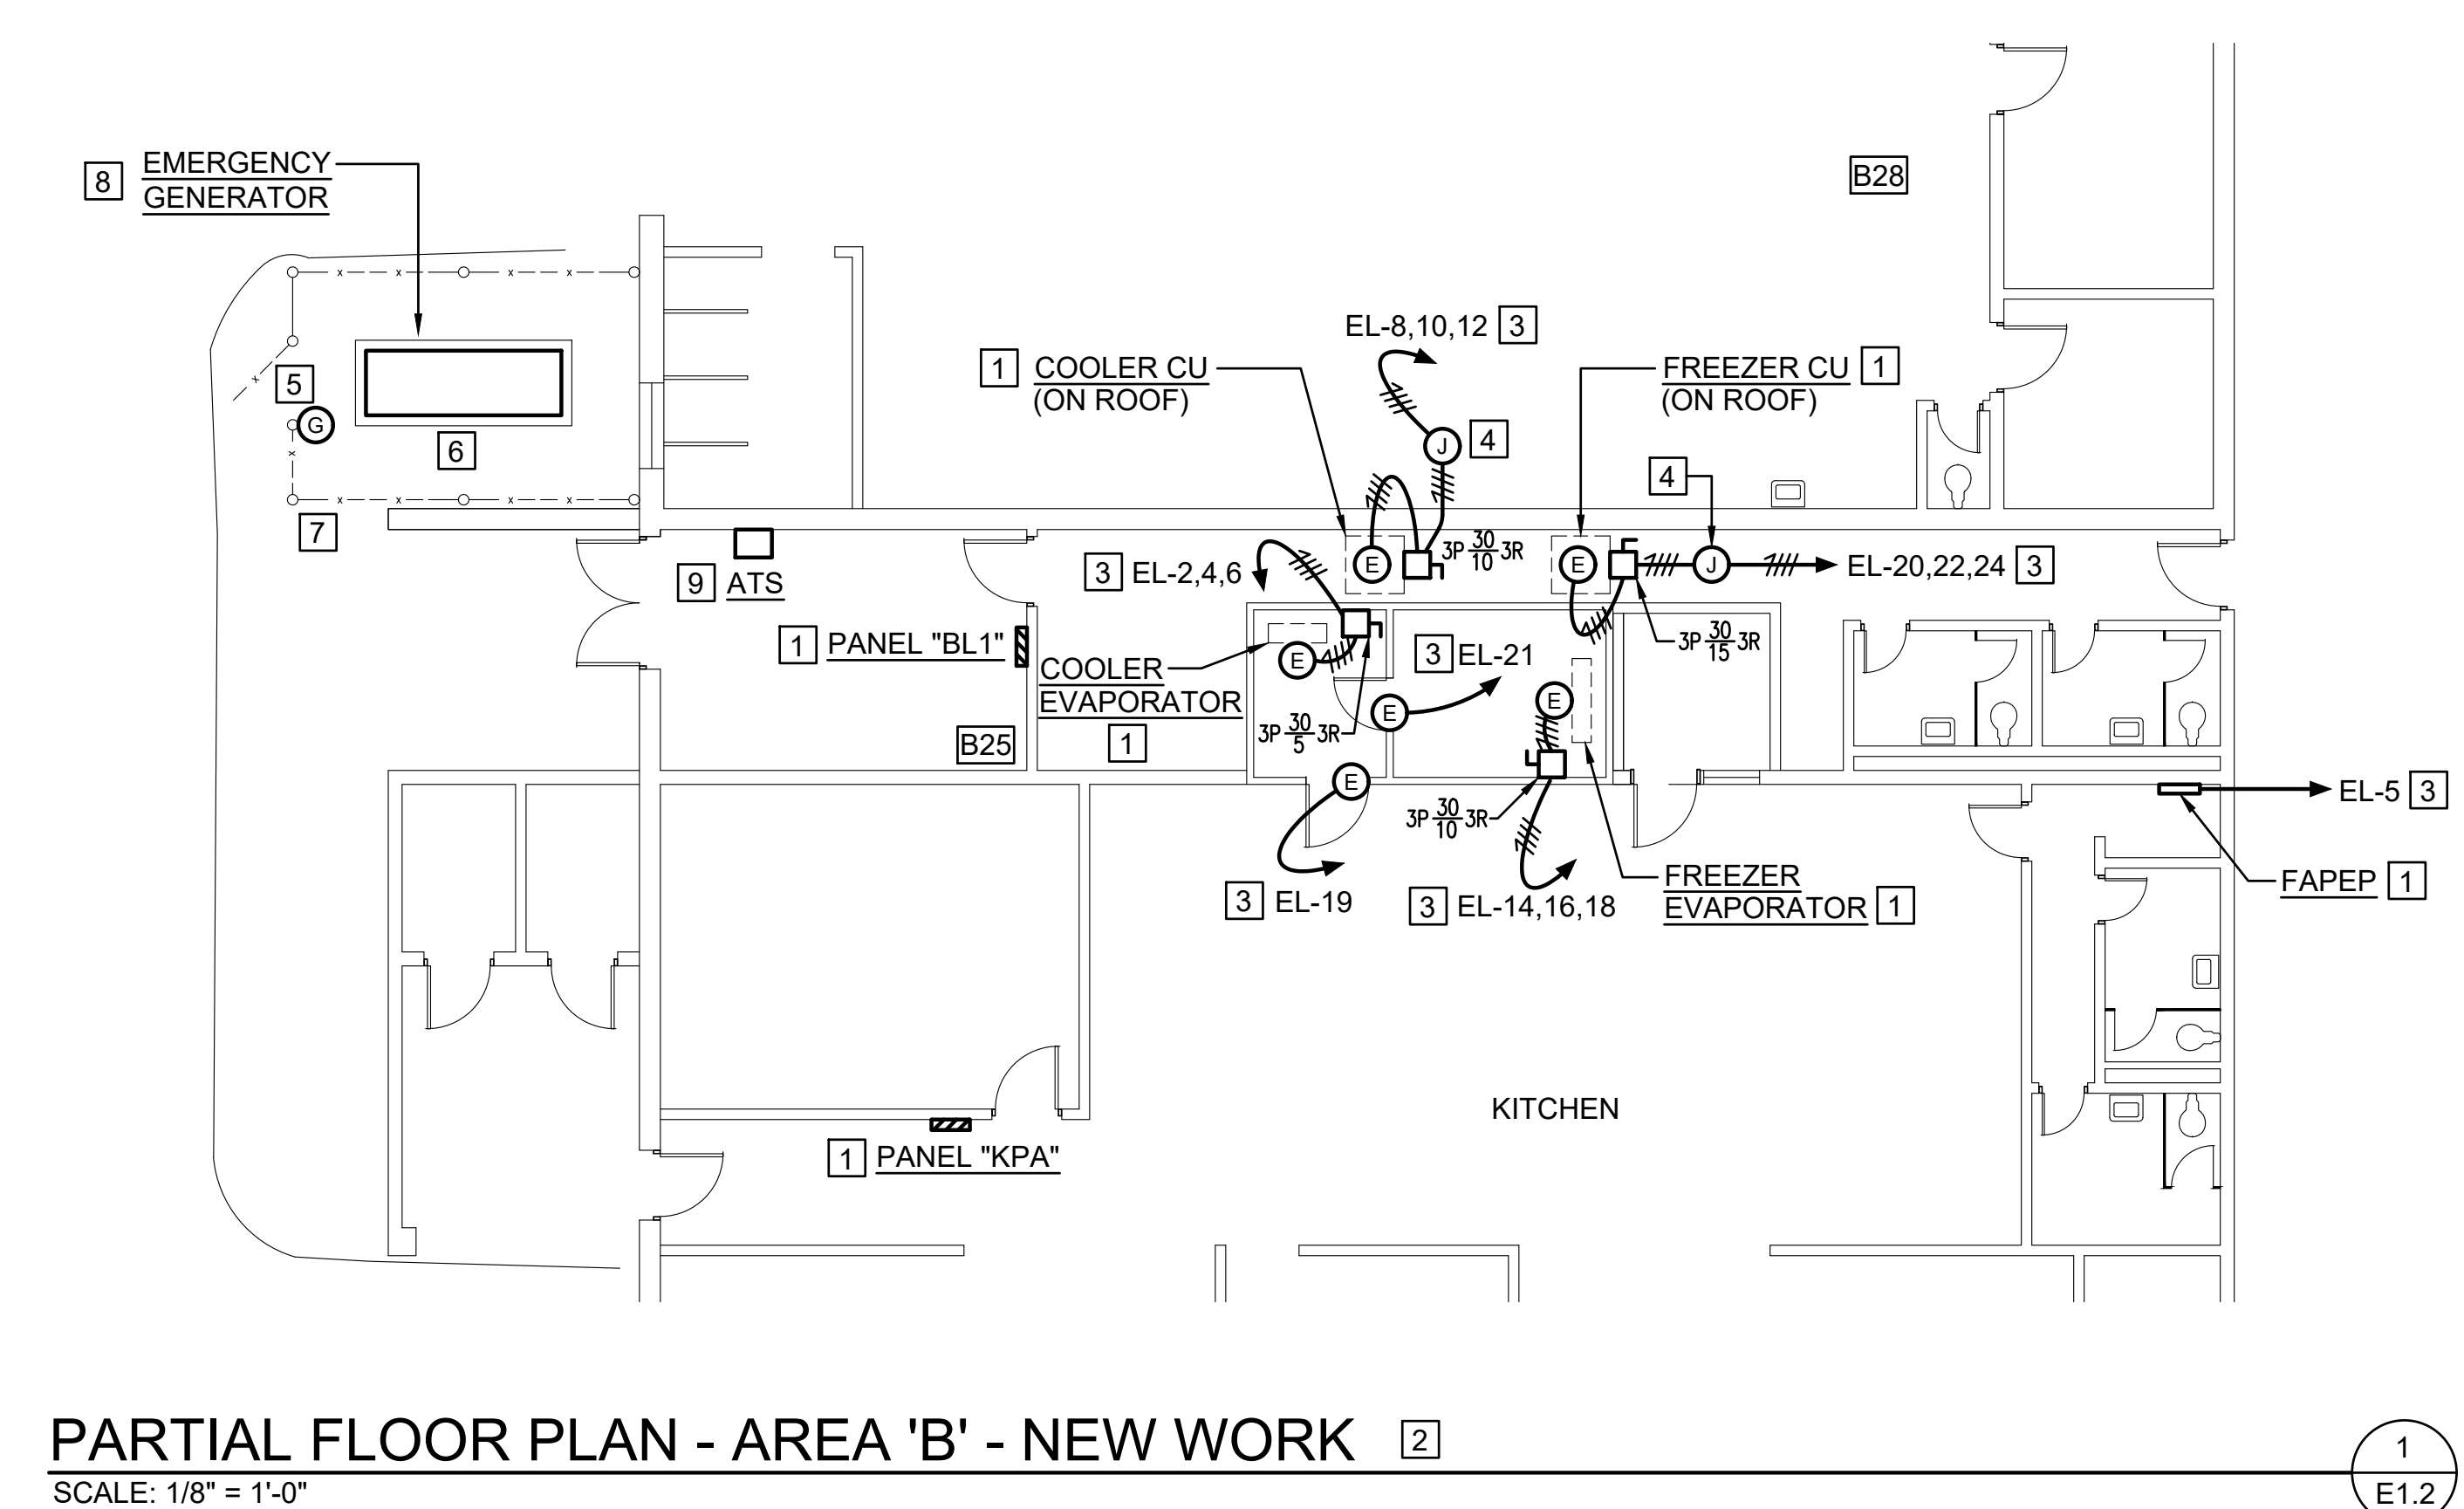 8 EMERGENCY
GENERATOR
B28
EL-8,10,12 3
1 COOLER CU
(ON ROOF)
FREEZER CU 1
(ON ROOF)
5
G
6
7
J 4
4
E
3P 30/10 3R
E
J
EL-20,22,24 3
3 EL-2,4,6
9 ATS
1 PANEL "BL1"
3P 30/15 3R
COOLER
EVAPORATOR
1
E
3 EL-21
E
E
3P 30/5 3R
B25
E
3P 30/10 3R
EL-5 3
3 EL-19
3 EL-14,16,18
FREEZER
EVAPORATOR 1
FAPEP 1
KITCHEN
1 PANEL "KPA"
PARTIAL FLOOR PLAN - AREA 'B' - NEW WORK 2
SCALE: 1/8" = 1'-0"
1
E1.2